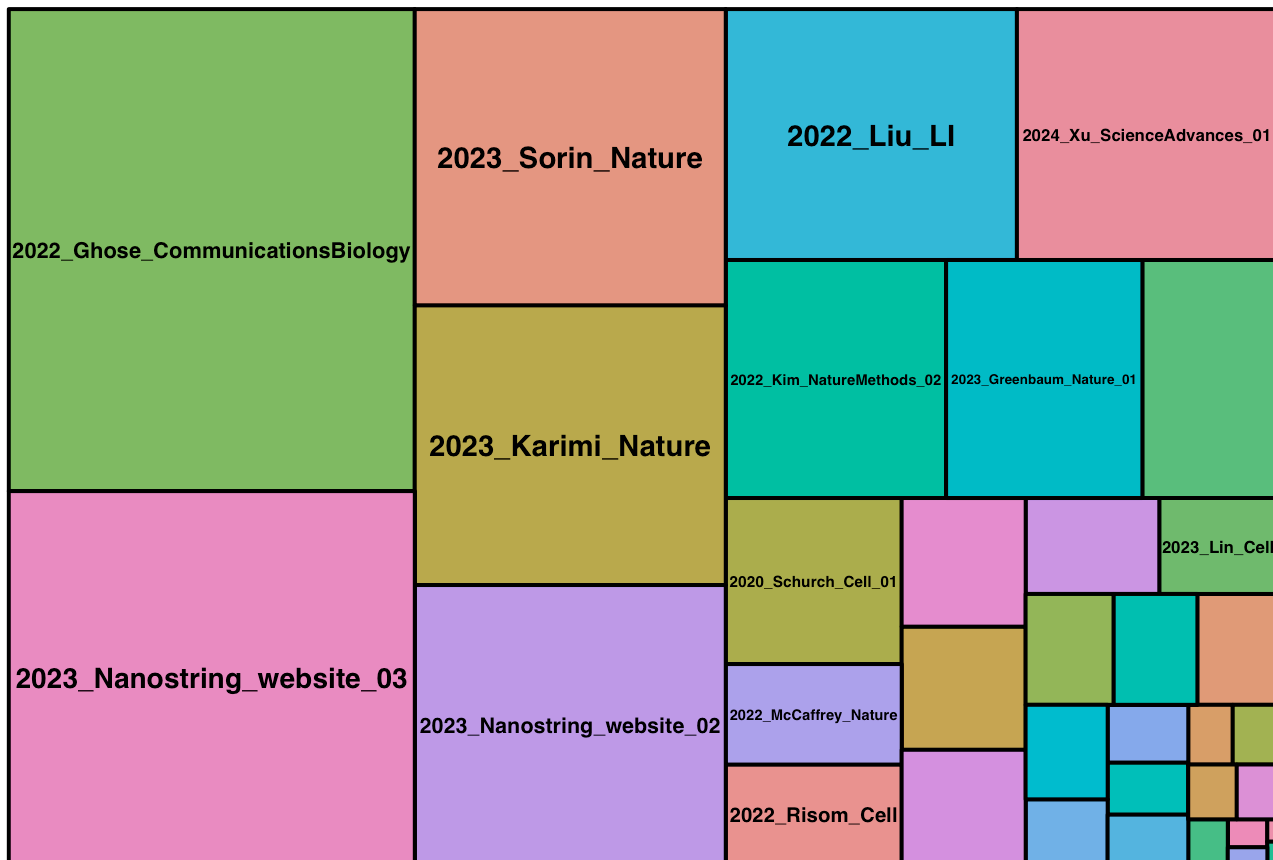 2022_Ghose_CommunicationsBiology
2023_Nanostring_website_03
2023_Sorin_Nature
2023_Karimi_Nature
2023_Nanostring_website_02
2022_Liu_LI
2024_Xu_ScienceAdvances_01
2022_Kim_NatureMethods_02
2023_Greenbaum_Nature_01
2020_Schurch_Cell_01
2022_McCaffrey_Nature
2022_Risom_Cell
2023_Lin_Cell